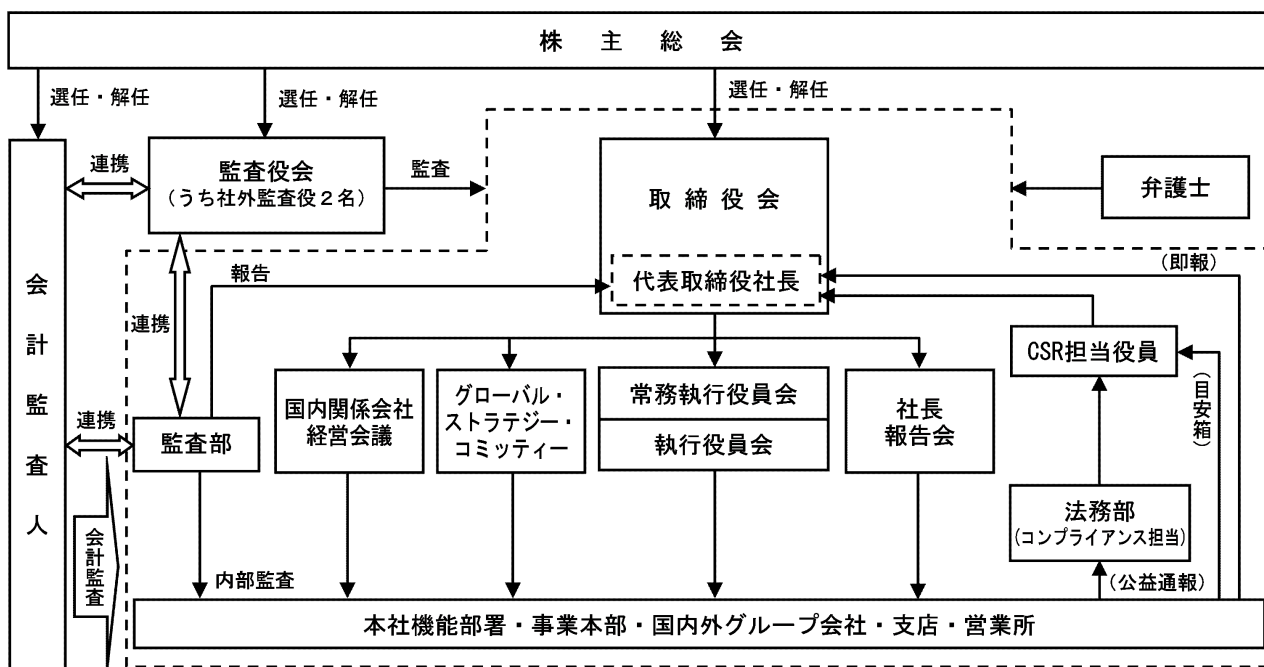 株主総会
選任・解任
選任・解任
選任・解任
連携
監査役会
(うち社外監査役２名)
監査
取締役会
弁護士
代表取締役社長
(即報)
報告
会計監査人
連携
CSR担当役員
国内関係会社
経営会議
グローバル・
ストラテジー・
コミッティー
常務執行役員会
執行役員会
社長
報告会
(目安箱)
連携
監査部
法務部
(コンプライアンス担当)
会計監査
内部監査
(公益通報)
本社機能部署・事業本部・国内外グループ会社・支店・営業所